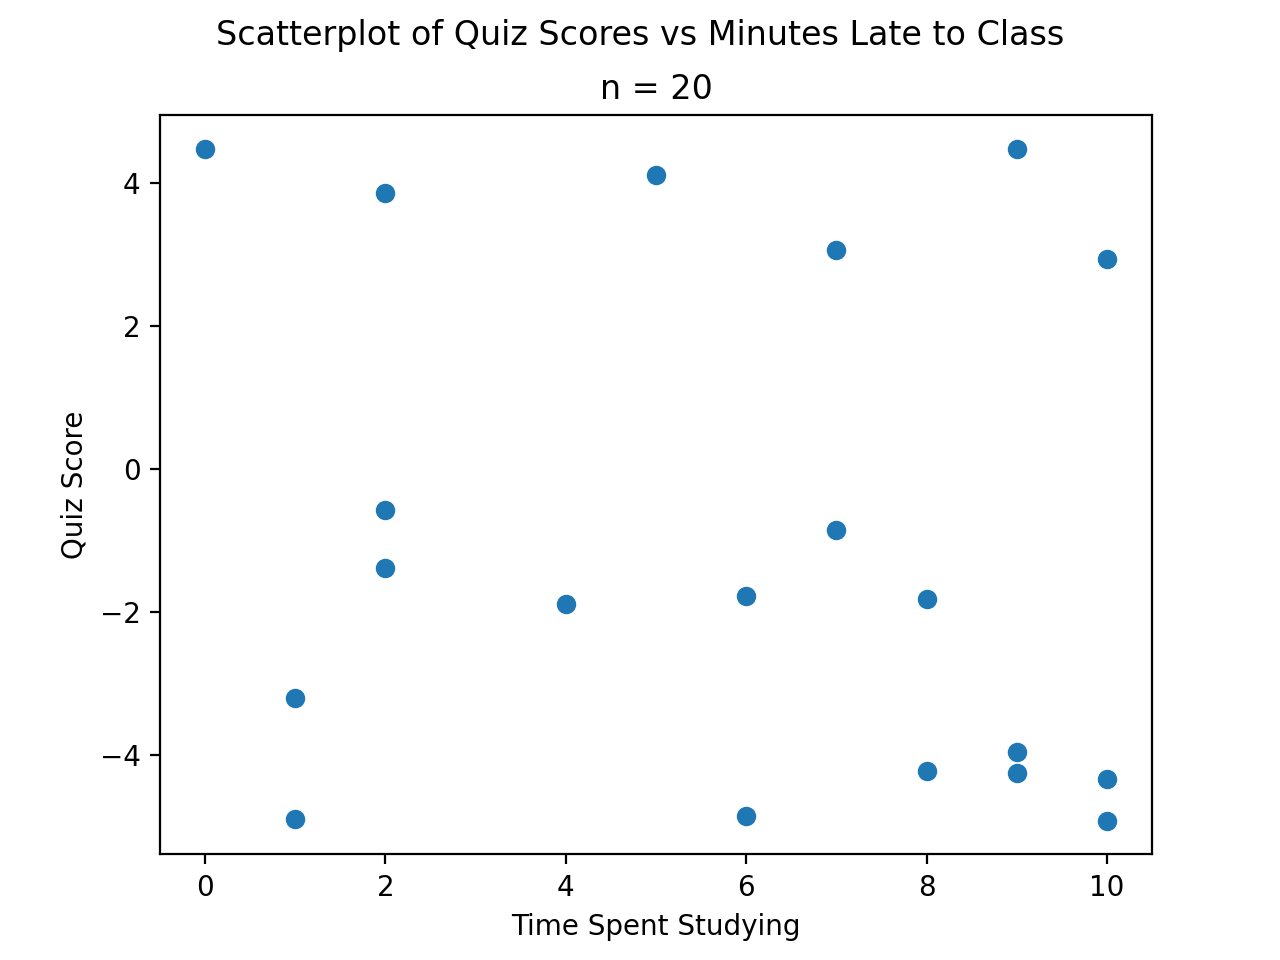 Scatterplot of Quiz Scores vs Minutes Late to Class
n = 20
4
2
0
−2
−4
Quiz Score
0 2 4 6 8 10
Time Spent Studying